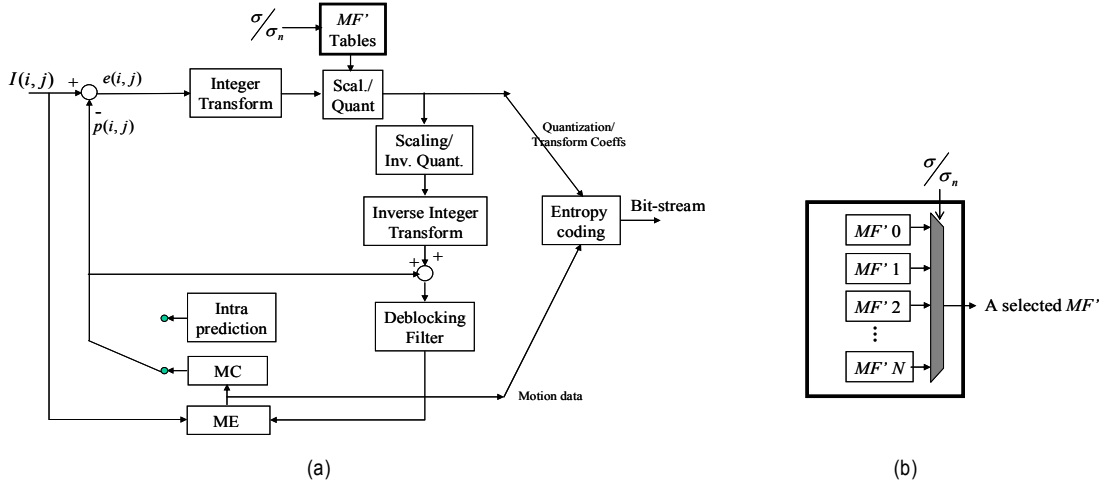 σ/σn
MF’
Tables
I(i, j)
+
e(i, j)
-
p(i, j)
Integer
Transform
Scal./
Quant
Scaling/
Inv. Quant.
Quantization/
Transform Coeffs
Inverse Integer
Transform
Entropy
coding
Bit-stream
+
+
Intra
prediction
Deblocking
Filter
MC
ME
Motion data
(a)
σ/σn
MF’ 0
MF’ 1
MF’ 2
⋮
MF’ N
A selected MF’
(b)